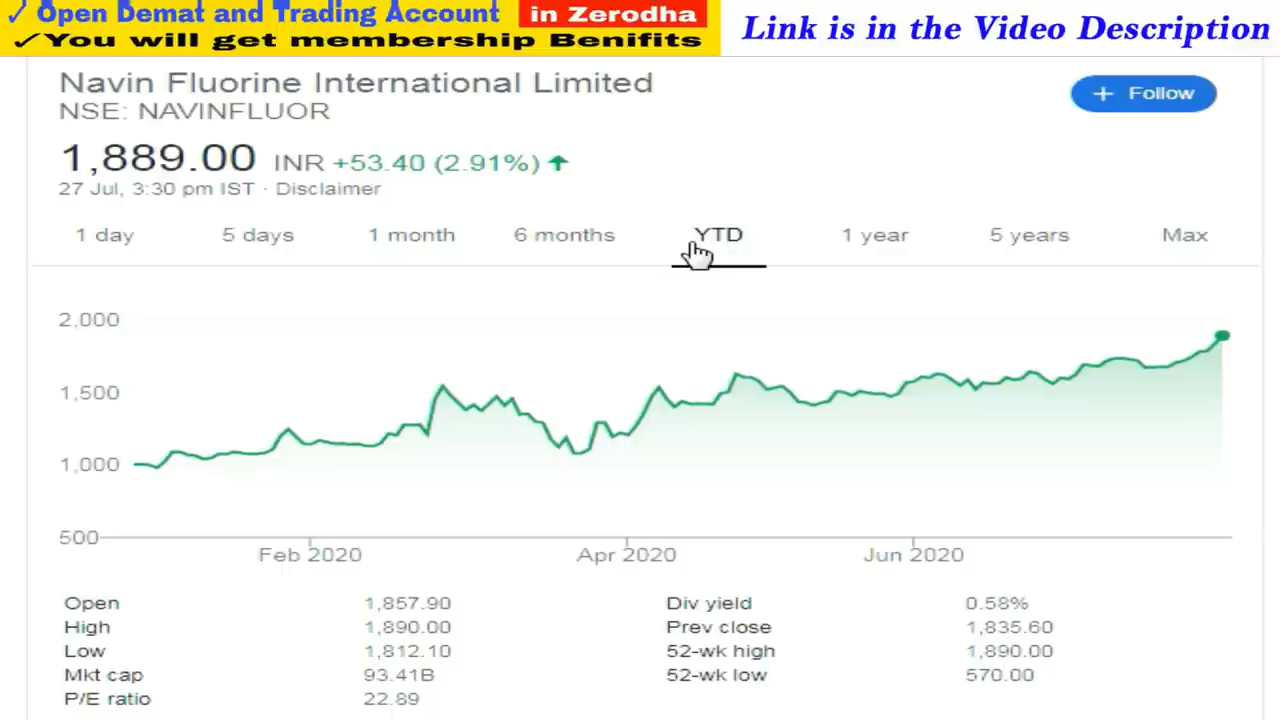 ✓ Open Demat and Trading Account in Zerodha
✓You will get membership Benifits
Link is in the Video Description
Navin Fluorine International Limited
NSE: NAVINFLUOR
+ Follow
1,889.00 INR +53.40 (2.91%) ↑
27 Jul, 3:30 pm IST · Disclaimer
1 day 5 days 1 month 6 months YTD 1 year 5 years Max
2,000
1,500
1,000
500
Feb 2020 Apr 2020 Jun 2020
Open 1,857.90 Div yield 0.58%
High 1,890.00 Prev close 1,835.60
Low 1,812.10 52-wk high 1,890.00
Mkt cap 93.41B 52-wk low 570.00
P/E ratio 22.89